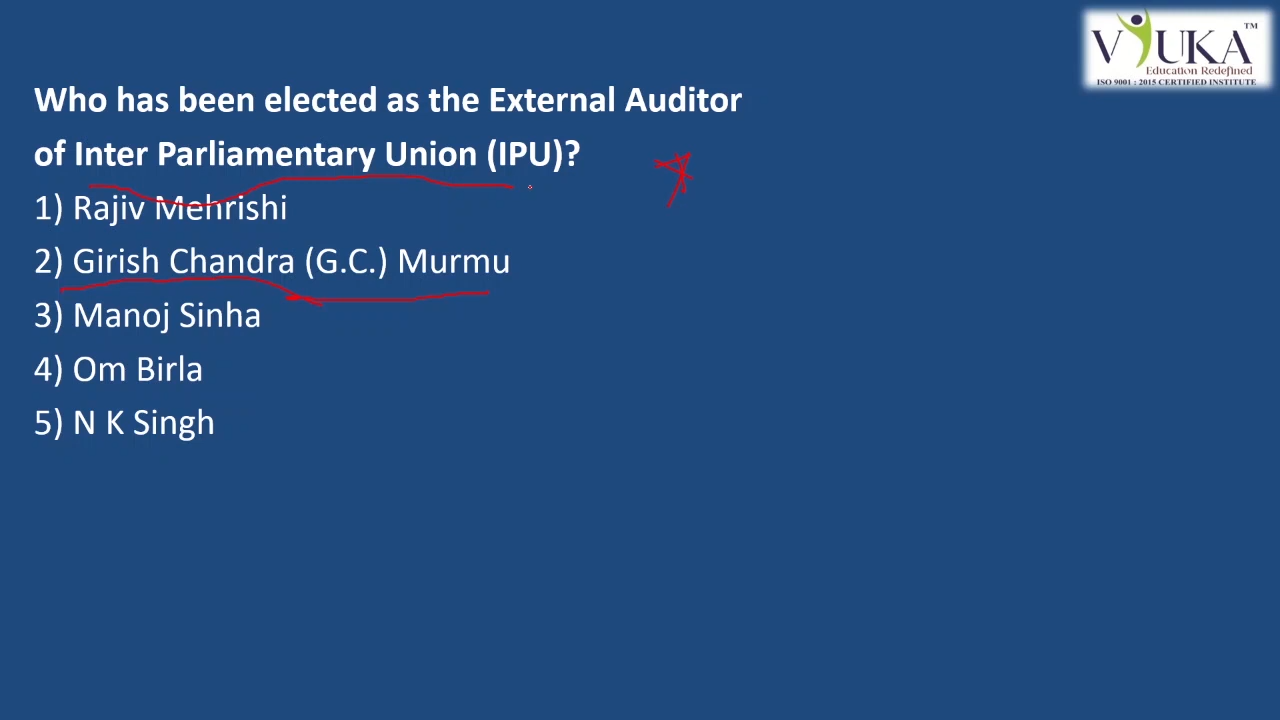 VYUKA™
Education Redefined
ISO 9001 : 2015 CERTIFIED INSTITUTE
Who has been elected as the External Auditor
of Inter Parliamentary Union (IPU)?
1) Rajiv Mehrishi
2) Girish Chandra (G.C.) Murmu
3) Manoj Sinha
4) Om Birla
5) N K Singh